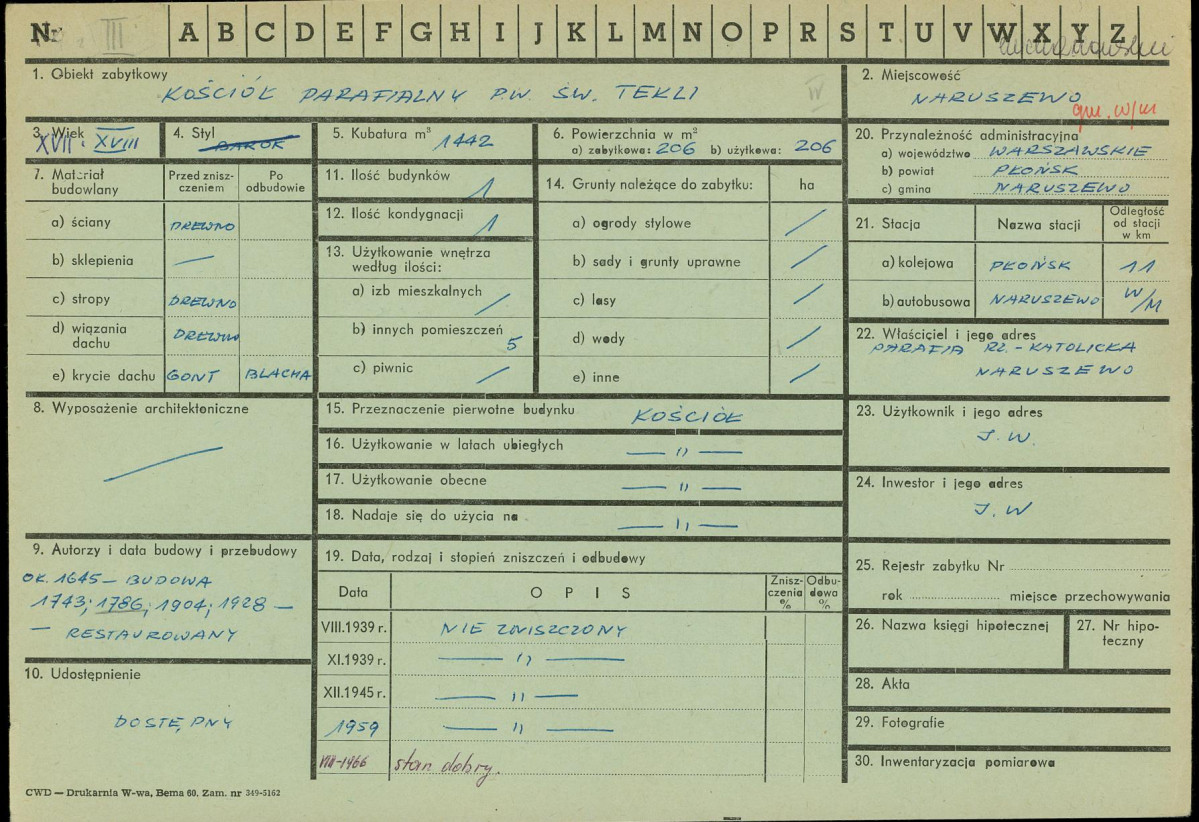 Nr III A B C D E F G H I J K L M N O P R S T U V W X Y Z
1. Obiekt zabytkowy
KOŚCIÓŁ PARAFIALNY P.W. ŚW. TEKLI IV
2. Miejscowość
NARUSZEWO
gm. w/m
3. Wiek
XVII. XVIII
4. Styl
BAROK
5. Kubatura m³
1442
6. Powierzchnia w m²
a) zabytkowa: 206 b) użytkowa: 206
20. Przynależność administracyjna
a) województwo WARSZAWSKIE
b) powiat PŁOŃSK
c) gmina NARUSZEWO
7. Materiał budowlany
Przed znisz-
czeniem
Po
odbudowie
a) ściany DREWNO
b) sklepienia —
c) stropy DREWNO
d) wiązania
dachu DREWNO
e) krycie dachu GONT BLACHA
11. Ilość budynków
1
12. Ilość kondygnacji
1
13. Użytkowanie wnętrza
według ilości:
a) izb mieszkalnych /
b) innych pomieszczeń
5
c) piwnic /
14. Grunty należące do zabytku: ha
a) ogrody stylowe /
b) sady i grunty uprawne /
c) lasy /
d) wody /
e) inne /
21. Stacja Nazwa stacji
Odległość
od stacji
w km
a) kolejowa PŁOŃSK 11
b) autobusowa NARUSZEWO W/M
22. Właściciel i jego adres
PARAFIA RZ.-KATOLICKA
NARUSZEWO
8. Wyposażenie architektoniczne
—
15. Przeznaczenie pierwotne budynku KOŚCIÓŁ
16. Użytkowanie w latach ubiegłych — „ —
17. Użytkowanie obecne — „ —
18. Nadaje się do użycia na — „ —
23. Użytkownik i jego adres
J.W.
24. Inwestor i jego adres
J.W
9. Autorzy i data budowy i przebudowy
OK. 1645 – BUDOWA
1743; 1786; 1904; 1928 —
— RESTAUROWANY
19. Data, rodzaj i stopień zniszczeń i odbudowy
Data O P I S
Znisz-
czenia
%
Odbu-
dowa
%
VIII.1939 r. NIE ZNISZCZONY
XI.1939 r. — „ —
XII.1945 r. — „ —
1959 — „ —
VIII-1966 stan dobry.
25. Rejestr zabytku Nr
rok miejsce przechowywania
26. Nazwa księgi hipotecznej
27. Nr hipo-
teczny
10. Udostępnienie
DOSTĘPNY
28. Akta
29. Fotografie
30. Inwentaryzacja pomiarowa
CWD — Drukarnia W-wa, Bema 60. Zam. nr 349-5162